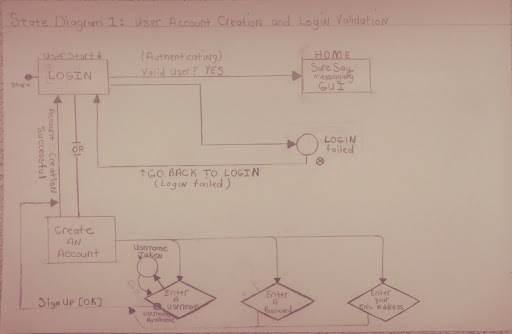 State Diagram 1: User Account Creation and Login Validation
User Start
LOGIN
Start
(Authenticating)
Valid User? YES
HOME
Sure Say
messaging
GUI
LOGIN
Failed
↑ GO BACK TO LOGIN
(Login failed)
Account Creation
Successful
OR
Create
AN
Account
Username
Taken
Enter
A
Username
Username
Available
Enter
A
Password
Enter
Your
Address
Sign Up [OK]